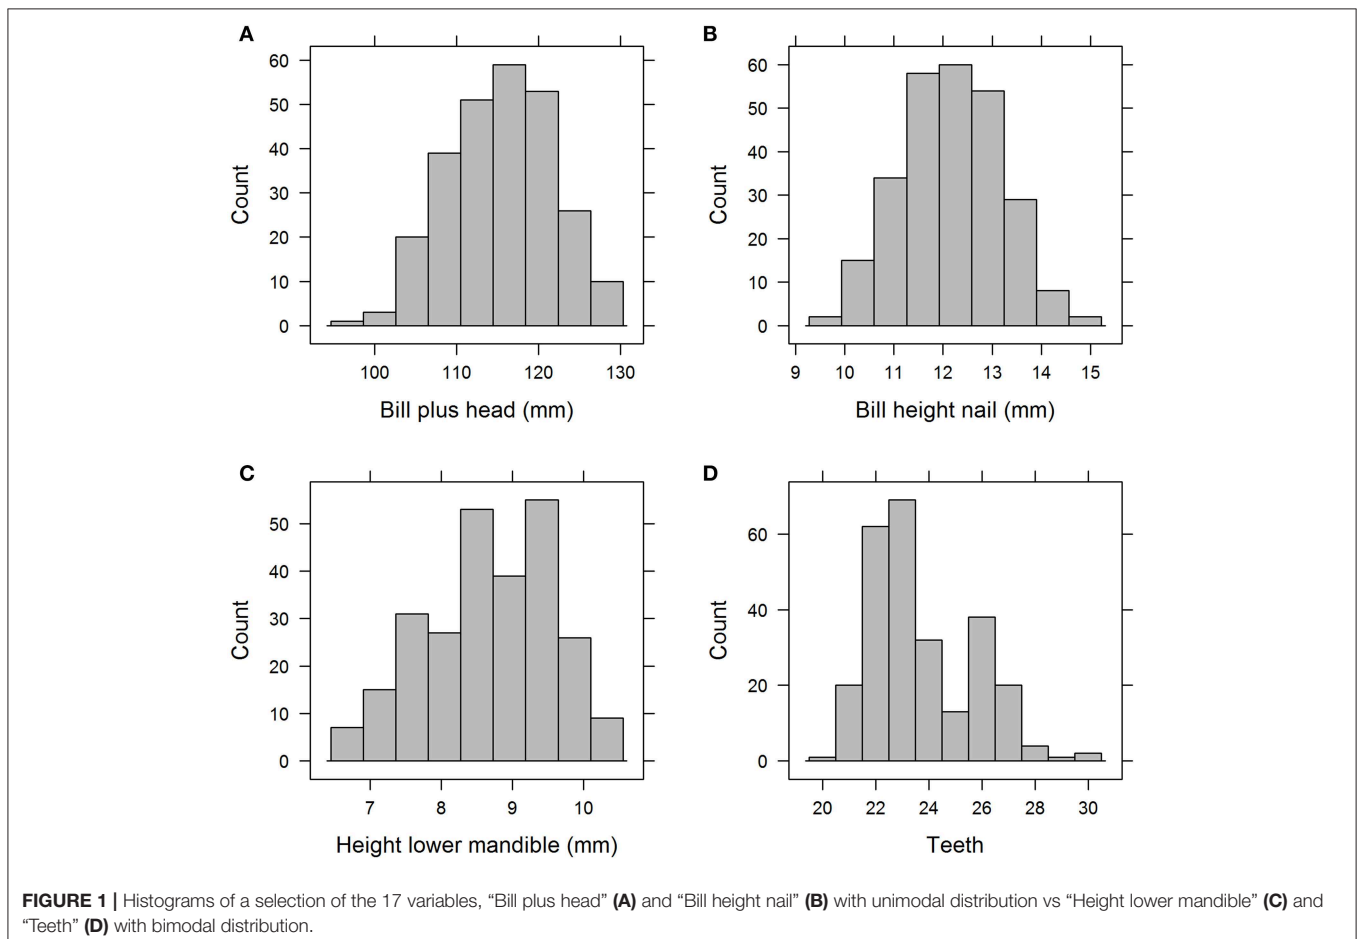 A
60
50
40
30
20
10
0
Count
100 110 120 130
Bill plus head (mm)
B
60
50
40
30
20
10
0
Count
9 10 11 12 13 14 15
Bill height nail (mm)
C
50
40
30
20
10
0
Count
7 8 9 10
Height lower mandible (mm)
D
60
40
20
0
Count
20 22 24 26 28 30
Teeth
FIGURE 1 | Histograms of a selection of the 17 variables, “Bill plus head” (A) and “Bill height nail” (B) with unimodal distribution vs “Height lower mandible” (C) and
“Teeth” (D) with bimodal distribution.